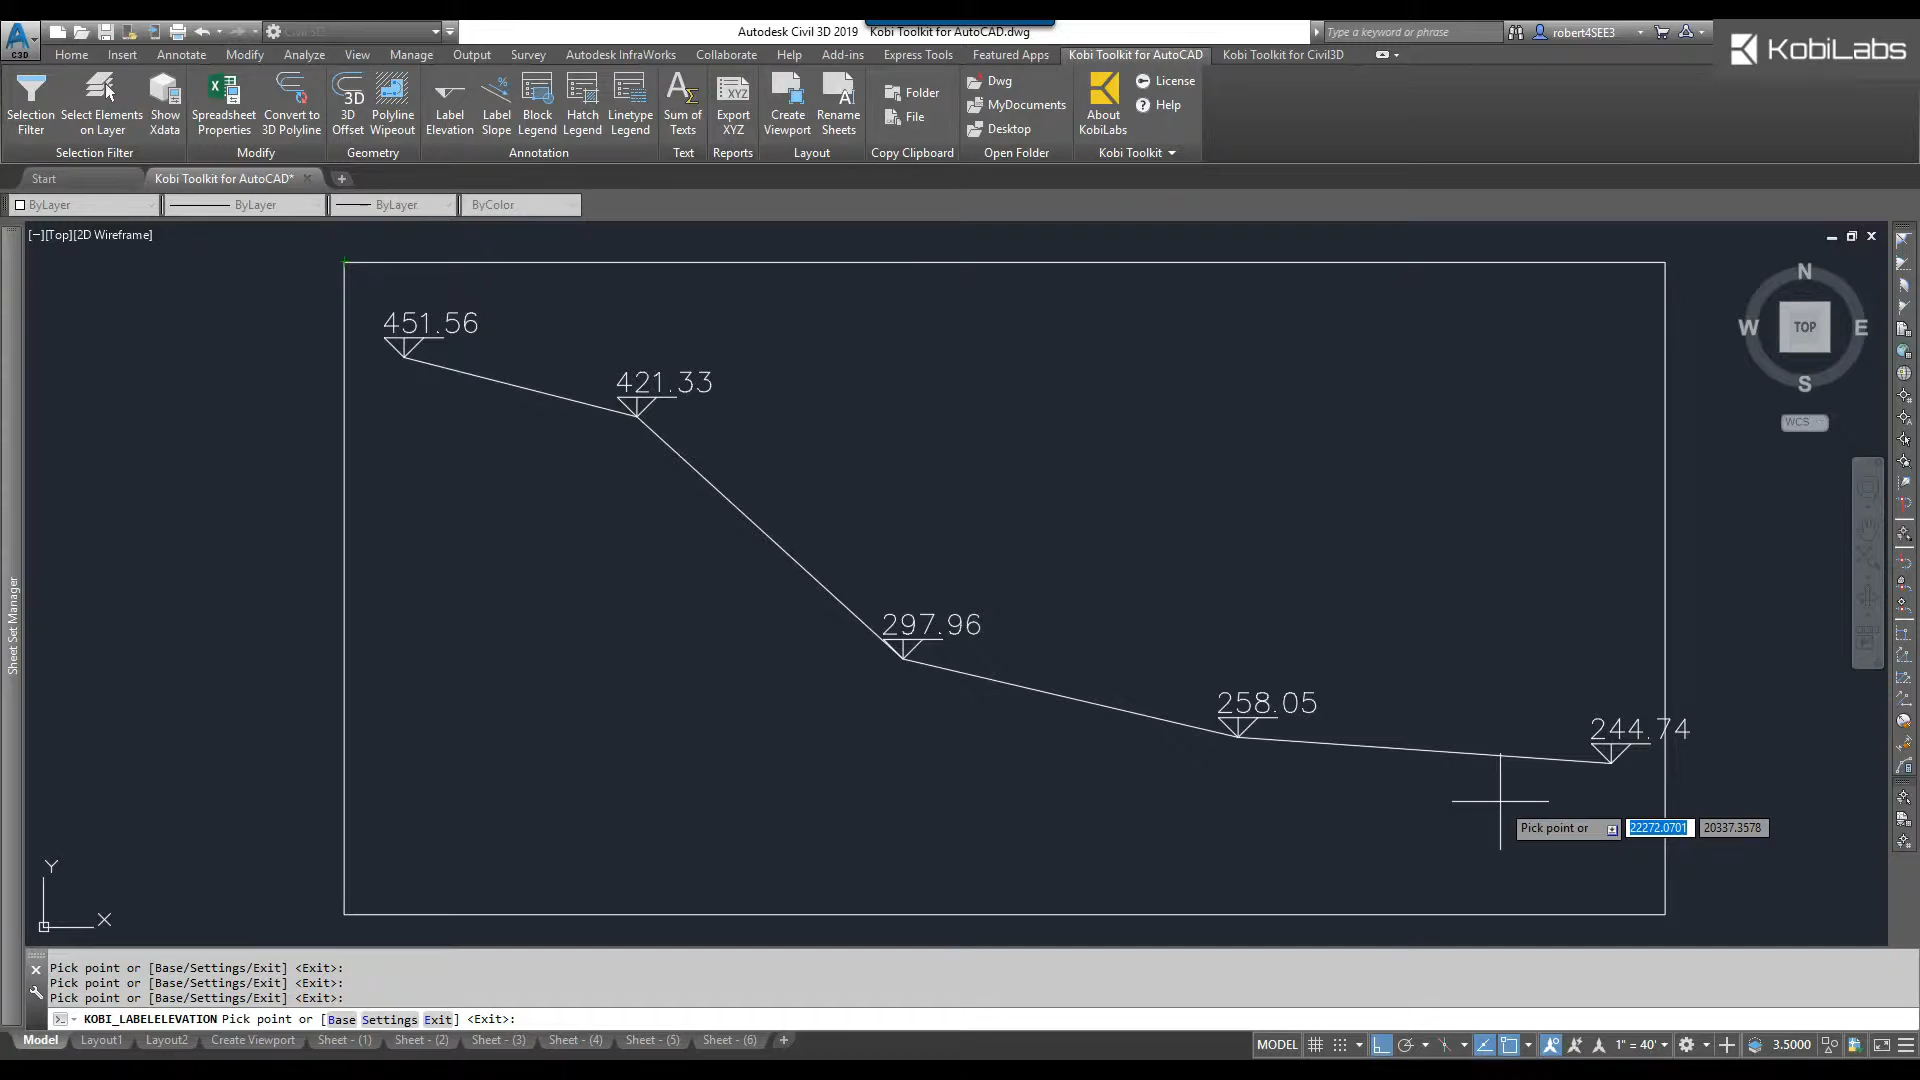 Autodesk Civil 3D 2019 Kobi Toolkit for AutoCAD.dwg
Type a keyword or phrase
robert4SEE3
KobiLabs
C3D
Home Insert Annotate Modify Analyze View Manage Output Survey Autodesk InfraWorks Collaborate Help Add-ins Express Tools Featured Apps Kobi Toolkit for AutoCAD Kobi Toolkit for Civil3D
Selection Filter
Select Elements on Layer
Show Xdata
Spreadsheet Properties
Convert to 3D Polyline
3D Offset
Polyline Wipeout
Label Elevation
Label Slope
Block Legend
Hatch Legend
Linetype Legend
Sum of Texts
XYZ
Export XYZ
Create Viewport
Rename Sheets
Folder
File
Dwg
MyDocuments
Desktop
About KobiLabs
License
Help
Selection Filter Modify Geometry Annotation Text Reports Layout Copy Clipboard Open Folder Kobi Toolkit
Start Kobi Toolkit for AutoCAD*
ByLayer ByLayer ByLayer ByColor
[−][Top][2D Wireframe]
N
W TOP E
S
WCS
451.56
421.33
297.96
258.05
244.74
Pick point or 22272.0701 20337.3578
Sheet Set Manager
Y
X
Pick point or [Base/Settings/Exit] <Exit>:
Pick point or [Base/Settings/Exit] <Exit>:
Pick point or [Base/Settings/Exit] <Exit>:
KOBI_LABELELEVATION Pick point or [Base Settings Exit] <Exit>:
Model Layout1 Layout2 Create Viewport Sheet - (1) Sheet - (2) Sheet - (3) Sheet - (4) Sheet - (5) Sheet - (6)
MODEL 1" = 40' 3.5000